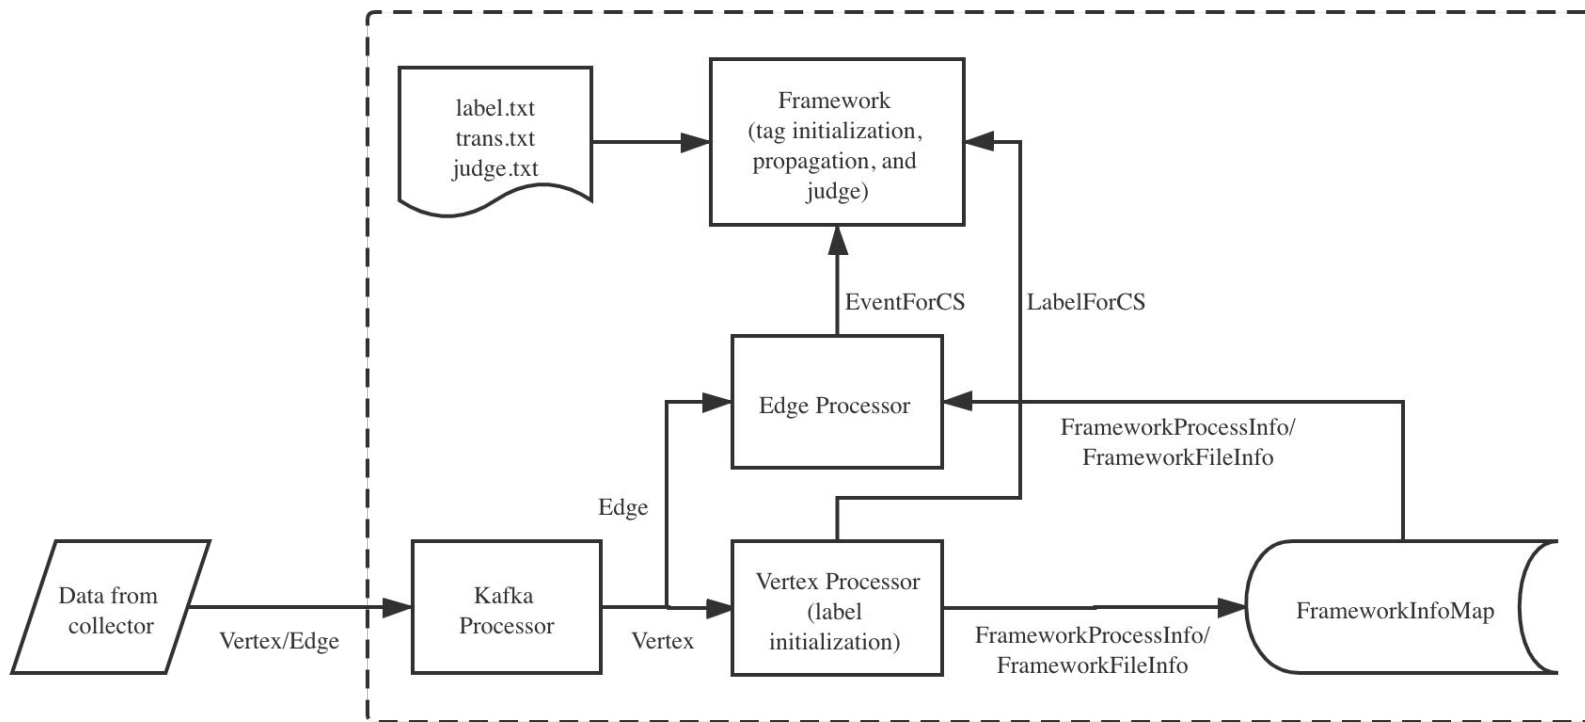 label.txt
trans.txt
judge.txt
Framework
(tag initialization,
propagation, and
judge)
EventForCS
LabelForCS
Edge Processor
FrameworkProcessInfo/
FrameworkFileInfo
Edge
Data from
collector
Vertex/Edge
Kafka
Processor
Vertex
Vertex Processor
(label
initialization)
FrameworkProcessInfo/
FrameworkFileInfo
FrameworkInfoMap